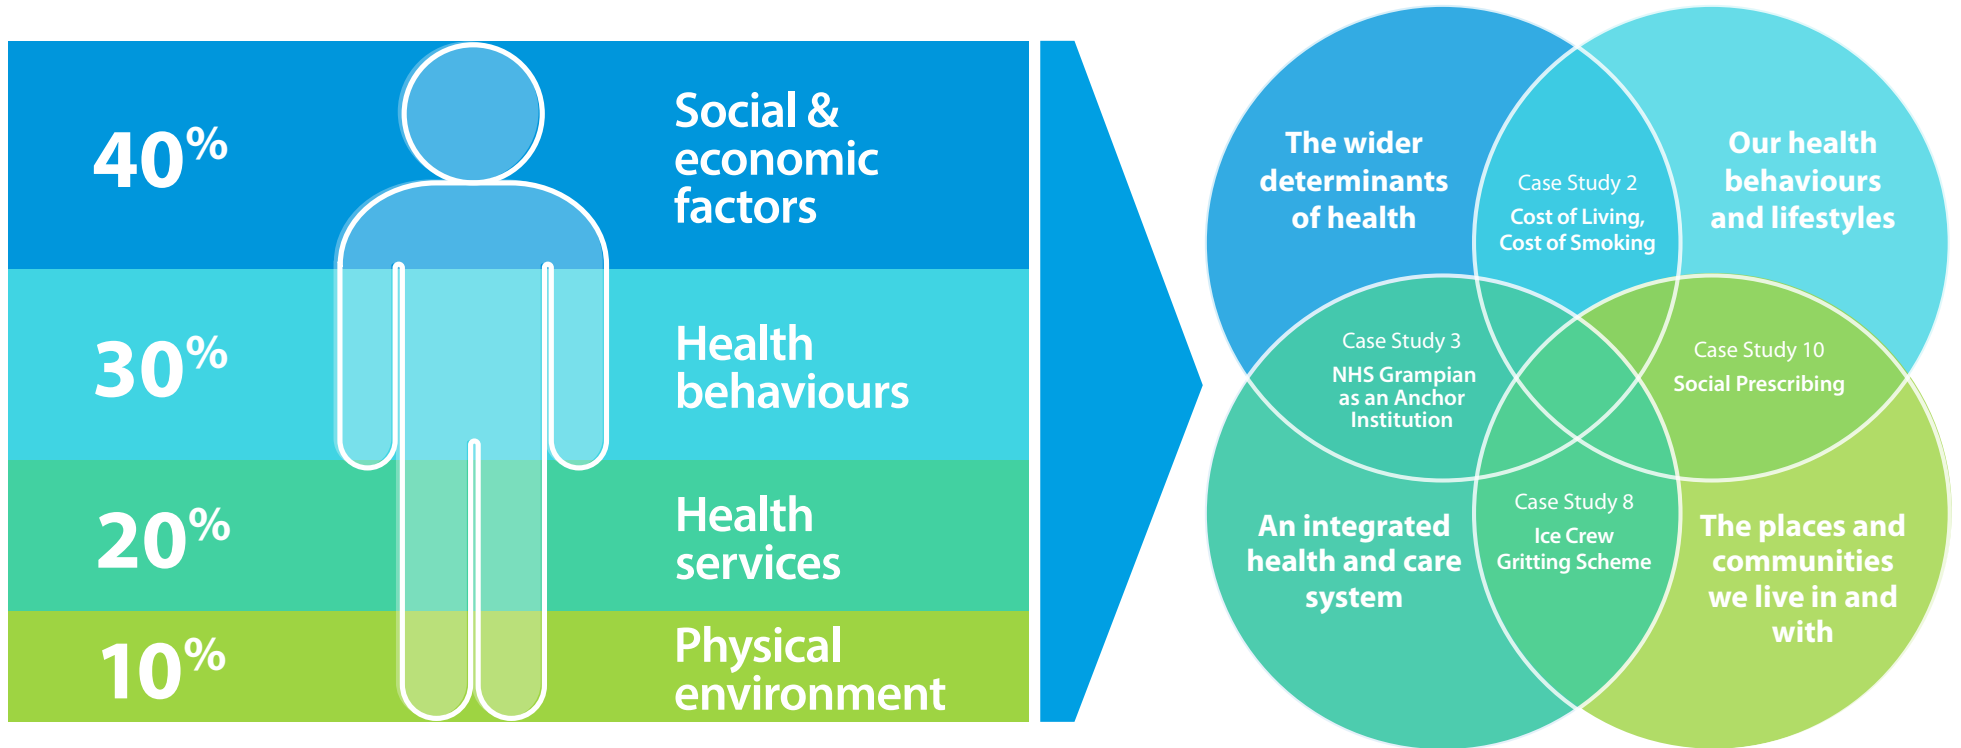 40%
Social &
economic
factors
30%
Health
behaviours
20%
Health
services
10%
Physical
environment
The wider
determinants
of health
Case Study 2
Cost of Living,
Cost of Smoking
Our health
behaviours
and lifestyles
Case Study 3
NHS Grampian
as an Anchor
Institution
Case Study 10
Social Prescribing
An integrated
health and care
system
Case Study 8
Ice Crew
Gritting Scheme
The places and
communities
we live in and
with